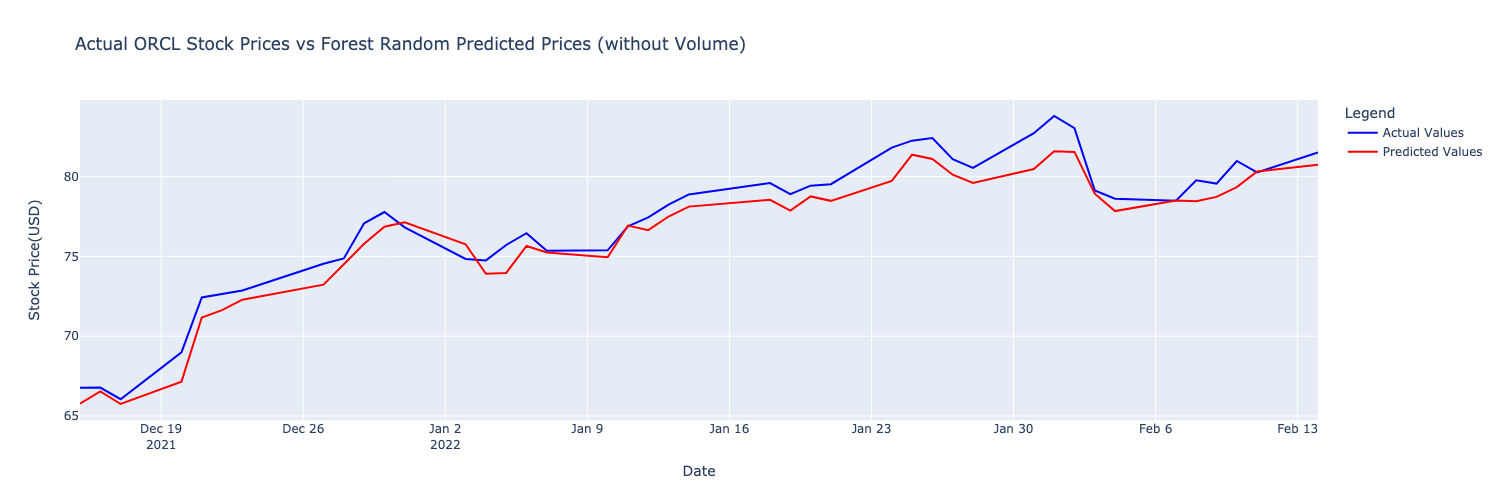 Actual ORCL Stock Prices vs Forest Random Predicted Prices (without Volume)
Legend
Actual Values
Predicted Values
Stock Price(USD)
80
75
70
65
Dec 19
2021
Dec 26
Jan 2
2022
Jan 9
Jan 16
Jan 23
Jan 30
Feb 6
Feb 13
Date